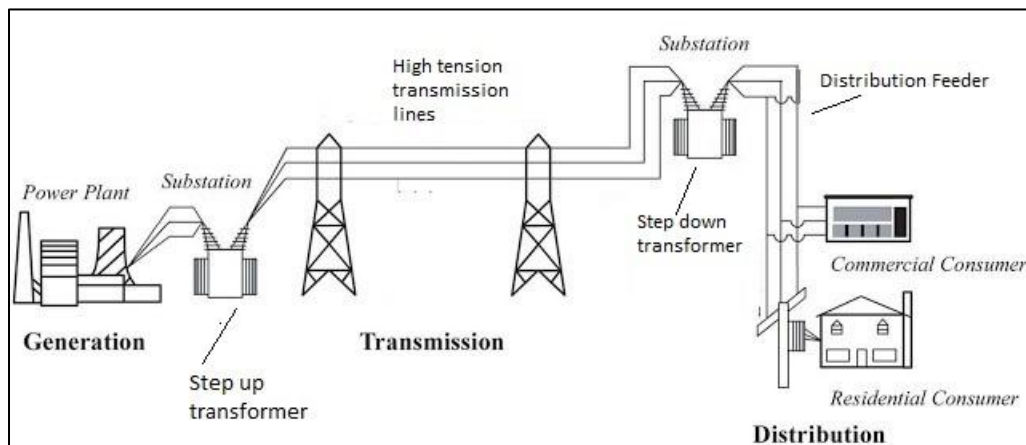 Substation
High tension
transmission
lines
Distribution Feeder
Power Plant
Substation
Step down
transformer
Commercial Consumer
Generation
Transmission
Step up
transformer
Residential Consumer
Distribution